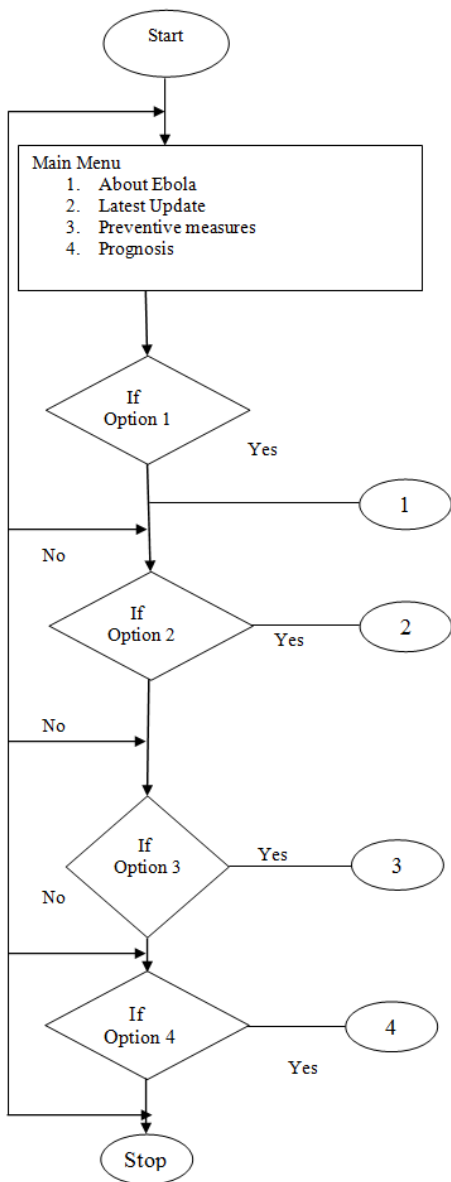 Start
Main Menu
1. About Ebola
2. Latest Update
3. Preventive measures
4. Prognosis
If
Option 1
Yes
1
No
If
Option 2
Yes
2
No
If
Option 3
Yes
3
No
If
Option 4
4
Yes
Stop